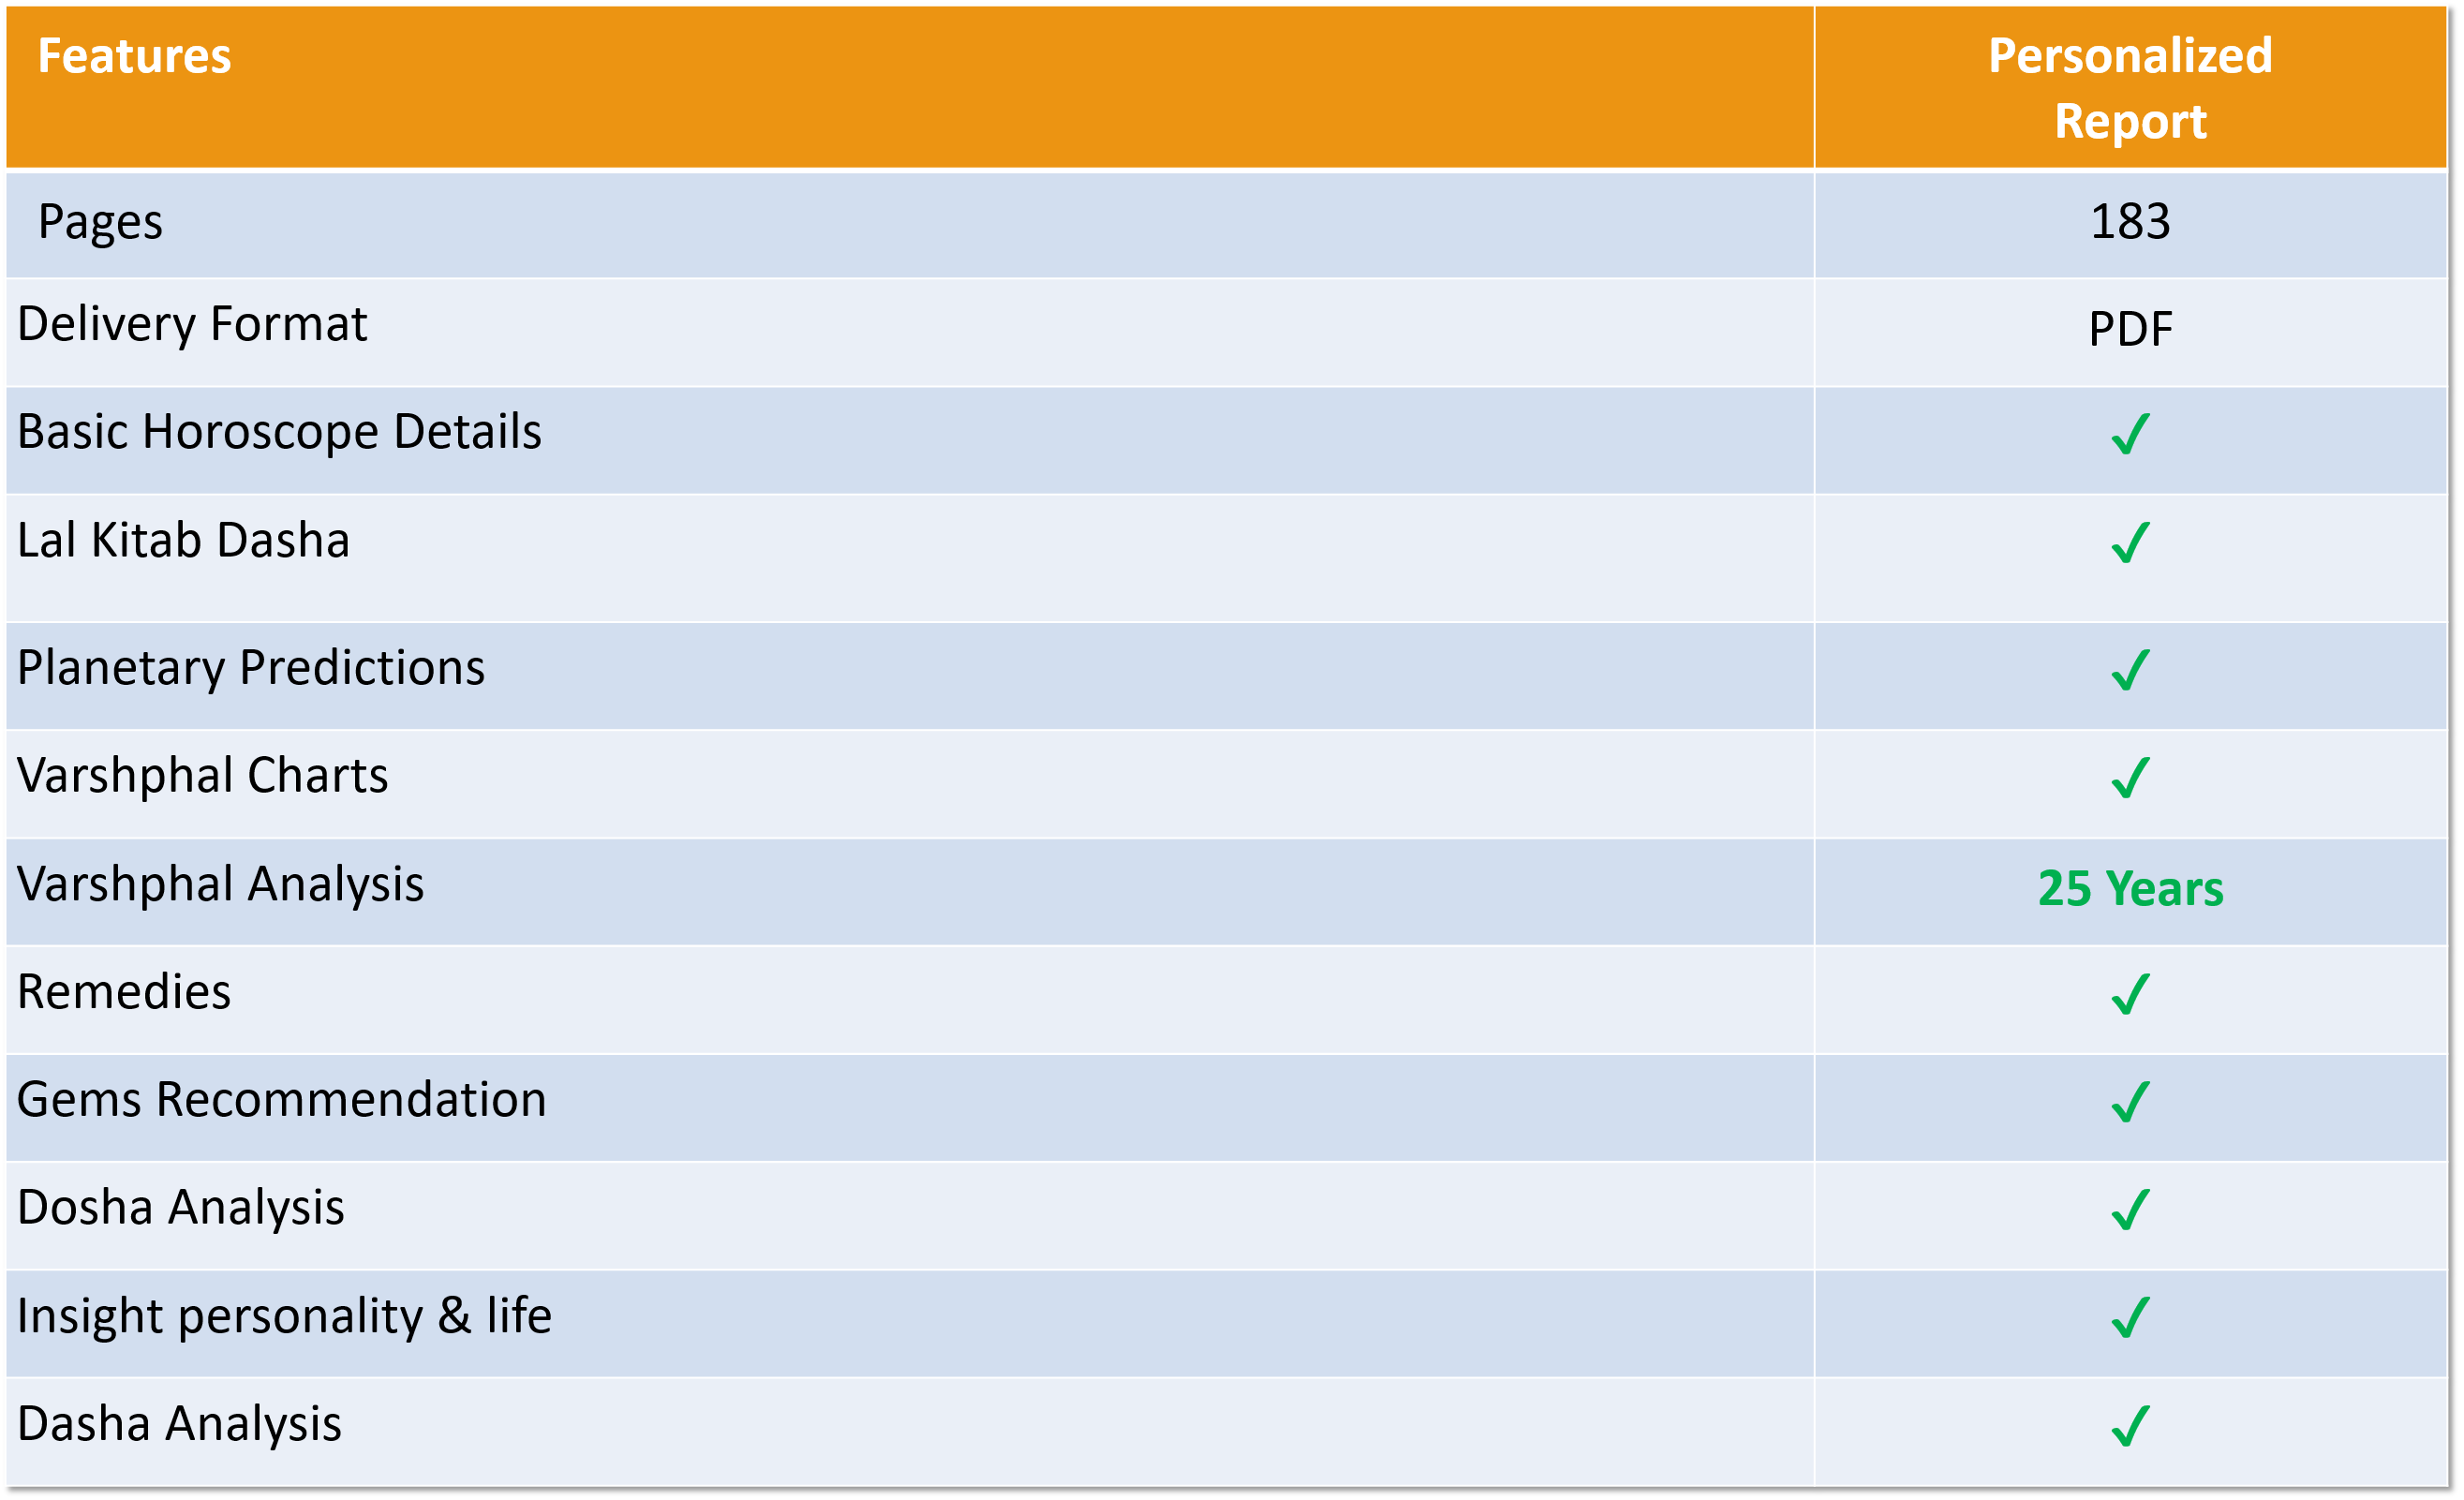 Features
Personalized
Report
Pages
183
Delivery Format
PDF
Basic Horoscope Details
✓
Lal Kitab Dasha
✓
Planetary Predictions
✓
Varshphal Charts
✓
Varshphal Analysis
25 Years
Remedies
✓
Gems Recommendation
✓
Dosha Analysis
✓
Insight personality & life
✓
Dasha Analysis
✓